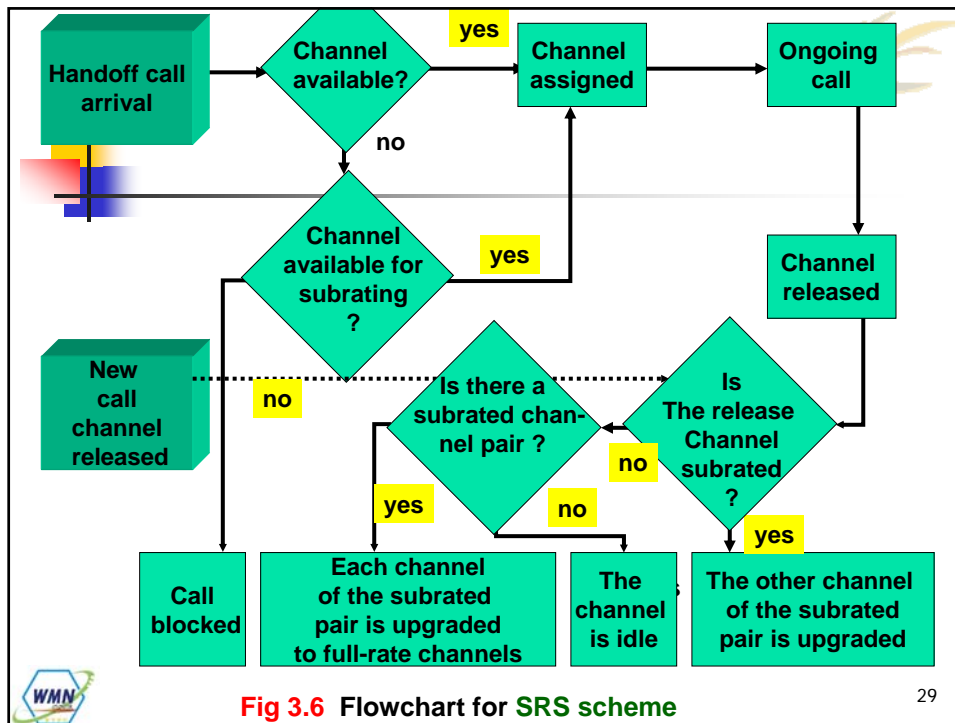 Handoff call
arrival
Channel
available?
yes
Channel
assigned
Ongoing
call
no
Channel
available for
subrating
?
yes
Channel
released
New
call
channel
released
no
Is there a
subrated chan-
nel pair ?
Is
The release
Channel
subrated
?
no
yes
no
yes
Call
blocked
Each channel
of the subrated
pair is upgraded
to full-rate channels
The
channel
is idle
s
The other channel
of the subrated
pair is upgraded
WMN
Fig 3.6 Flowchart for SRS scheme
29